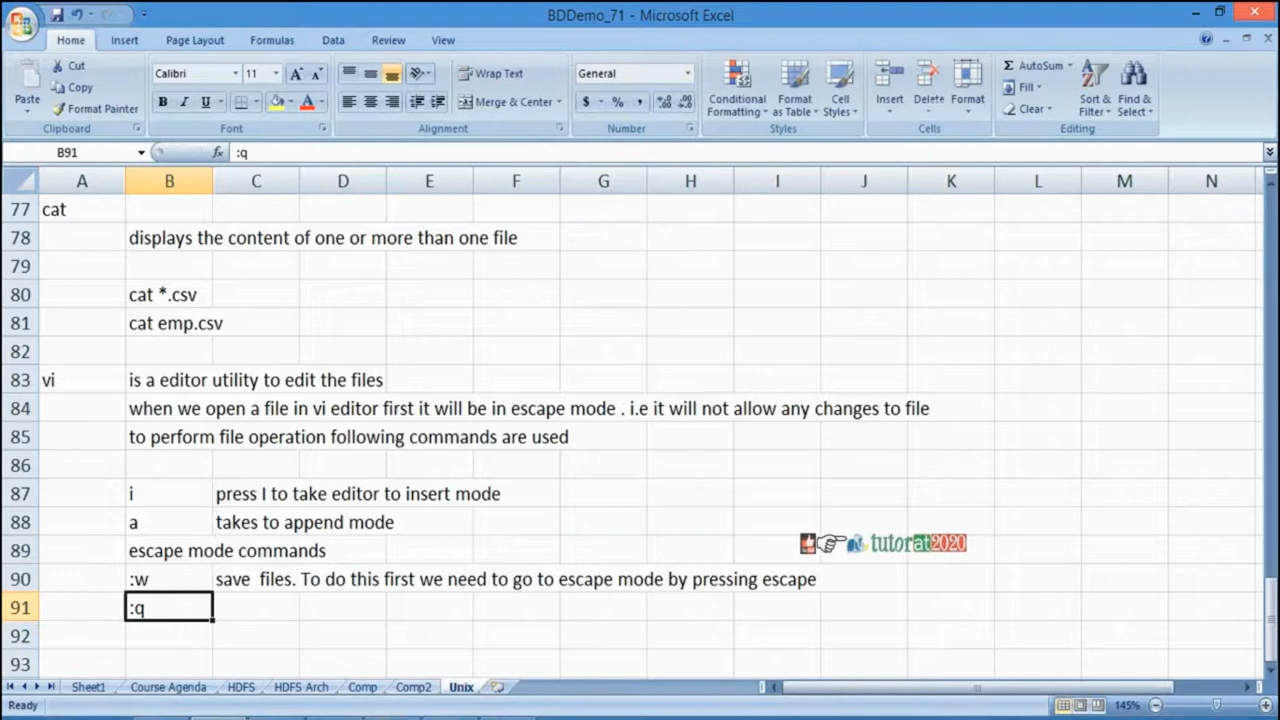 BDDemo_71 - Microsoft Excel
Home Insert Page Layout Formulas Data Review View
Paste Cut Copy Format Painter Clipboard
Calibri 11 A A B I U A Font
Wrap Text Merge & Center Alignment
General $ % , Number
Conditional Formatting Format as Table Cell Styles Styles
Insert Delete Format Cells
AutoSum Fill Clear Sort & Filter Find & Select Editing
B91 fx :q
A B C D E F G H I J K L M N
77 cat
78 displays the content of one or more than one file
79
80 cat *.csv
81 cat emp.csv
82
83 vi is a editor utility to edit the files
84 when we open a file in vi editor first it will be in escape mode . i.e it will not allow any changes to file
85 to perform file operation following commands are used
86
87 i press I to take editor to insert mode
88 a takes to append mode
89 escape mode commands
tutorat2020
90 :w save  files. To do this first we need to go to escape mode by pressing escape
91 :q
92
93
Sheet1 Course Agenda HDFS HDFS Arch Comp Comp2 Unix
Ready 145%